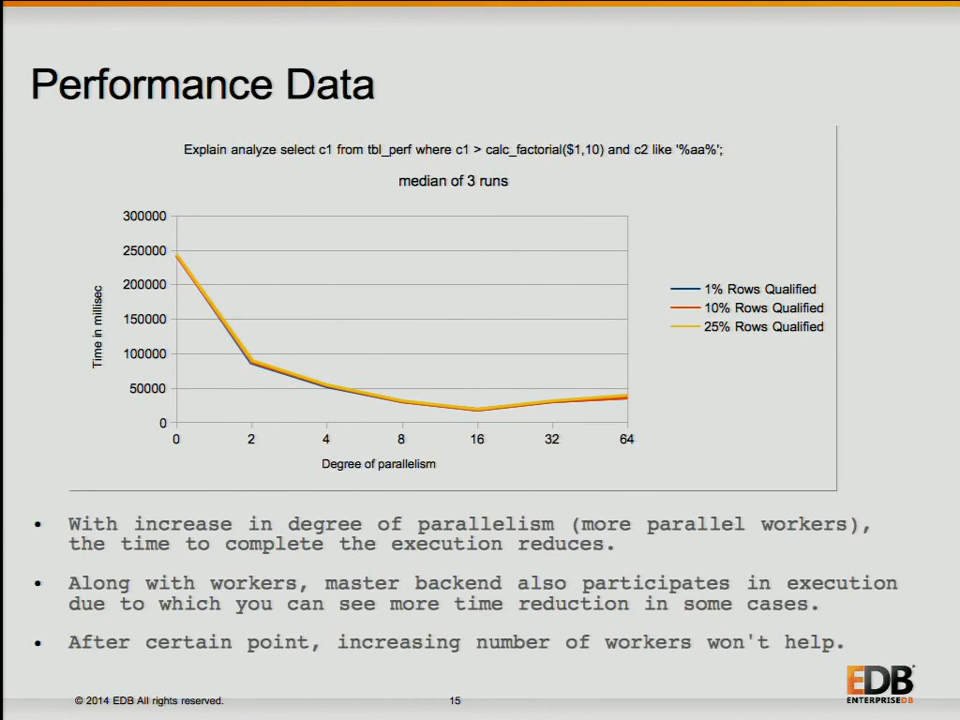 Performance Data
Explain analyze select c1 from tbl_perf where c1 > calc_factorial($1,10) and c2 like '%aa%';
median of 3 runs
300000
250000
200000
150000
100000
50000
0
Time in millisec
0 2 4 8 16 32 64
Degree of parallelism
1% Rows Qualified
10% Rows Qualified
25% Rows Qualified
• With increase in degree of parallelism (more parallel workers),
the time to complete the execution reduces.
• Along with workers, master backend also participates in execution
due to which you can see more time reduction in some cases.
• After certain point, increasing number of workers won't help.
EDB
ENTERPRISEDB
© 2014 EDB All rights reserved.
15